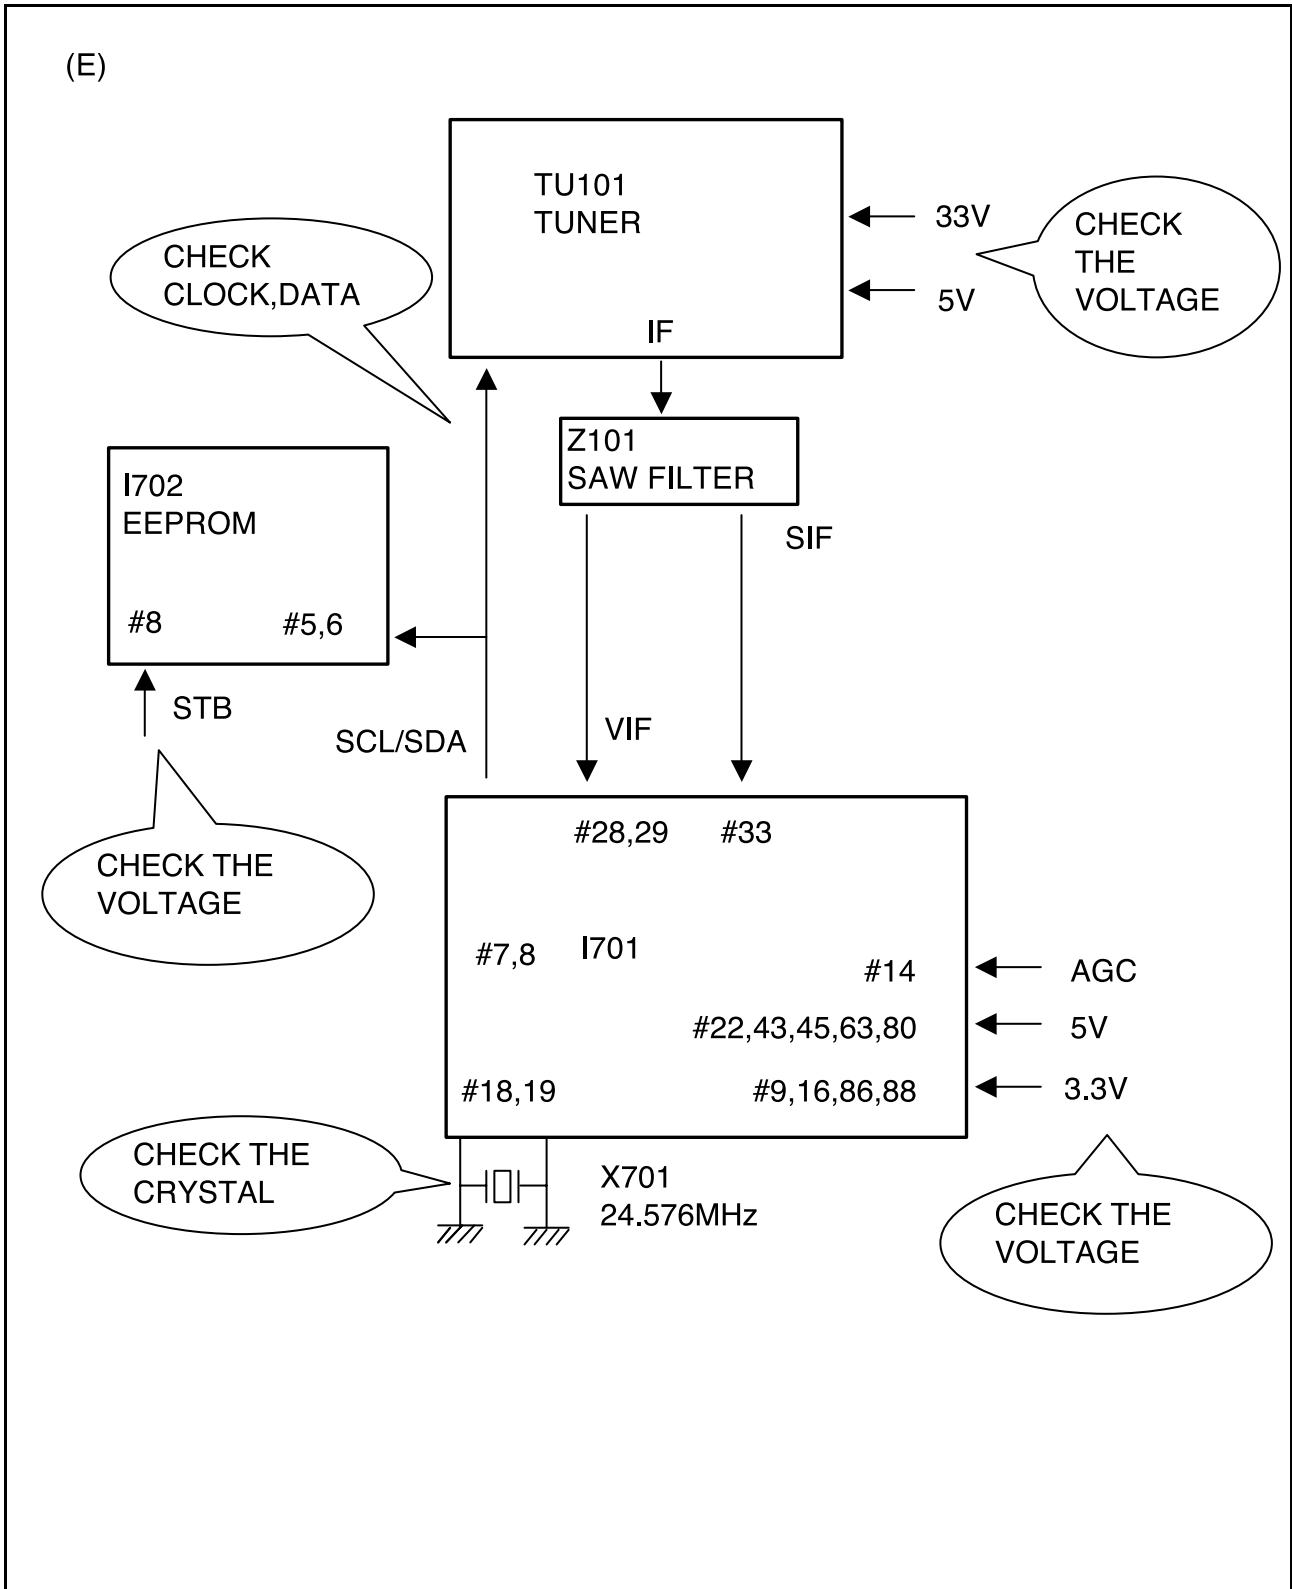 (E)
TU101
TUNER
33V
5V
CHECK
THE
VOLTAGE
CHECK
CLOCK,DATA
IF
Z101
SAW FILTER
I702
EEPROM
#8
#5,6
SIF
STB
SCL/SDA
VIF
CHECK THE
VOLTAGE
#28,29
#33
#7,8
I701
#14
AGC
#22,43,45,63,80
5V
#18,19
#9,16,86,88
3.3V
CHECK THE
CRYSTAL
X701
24.576MHz
CHECK THE
VOLTAGE